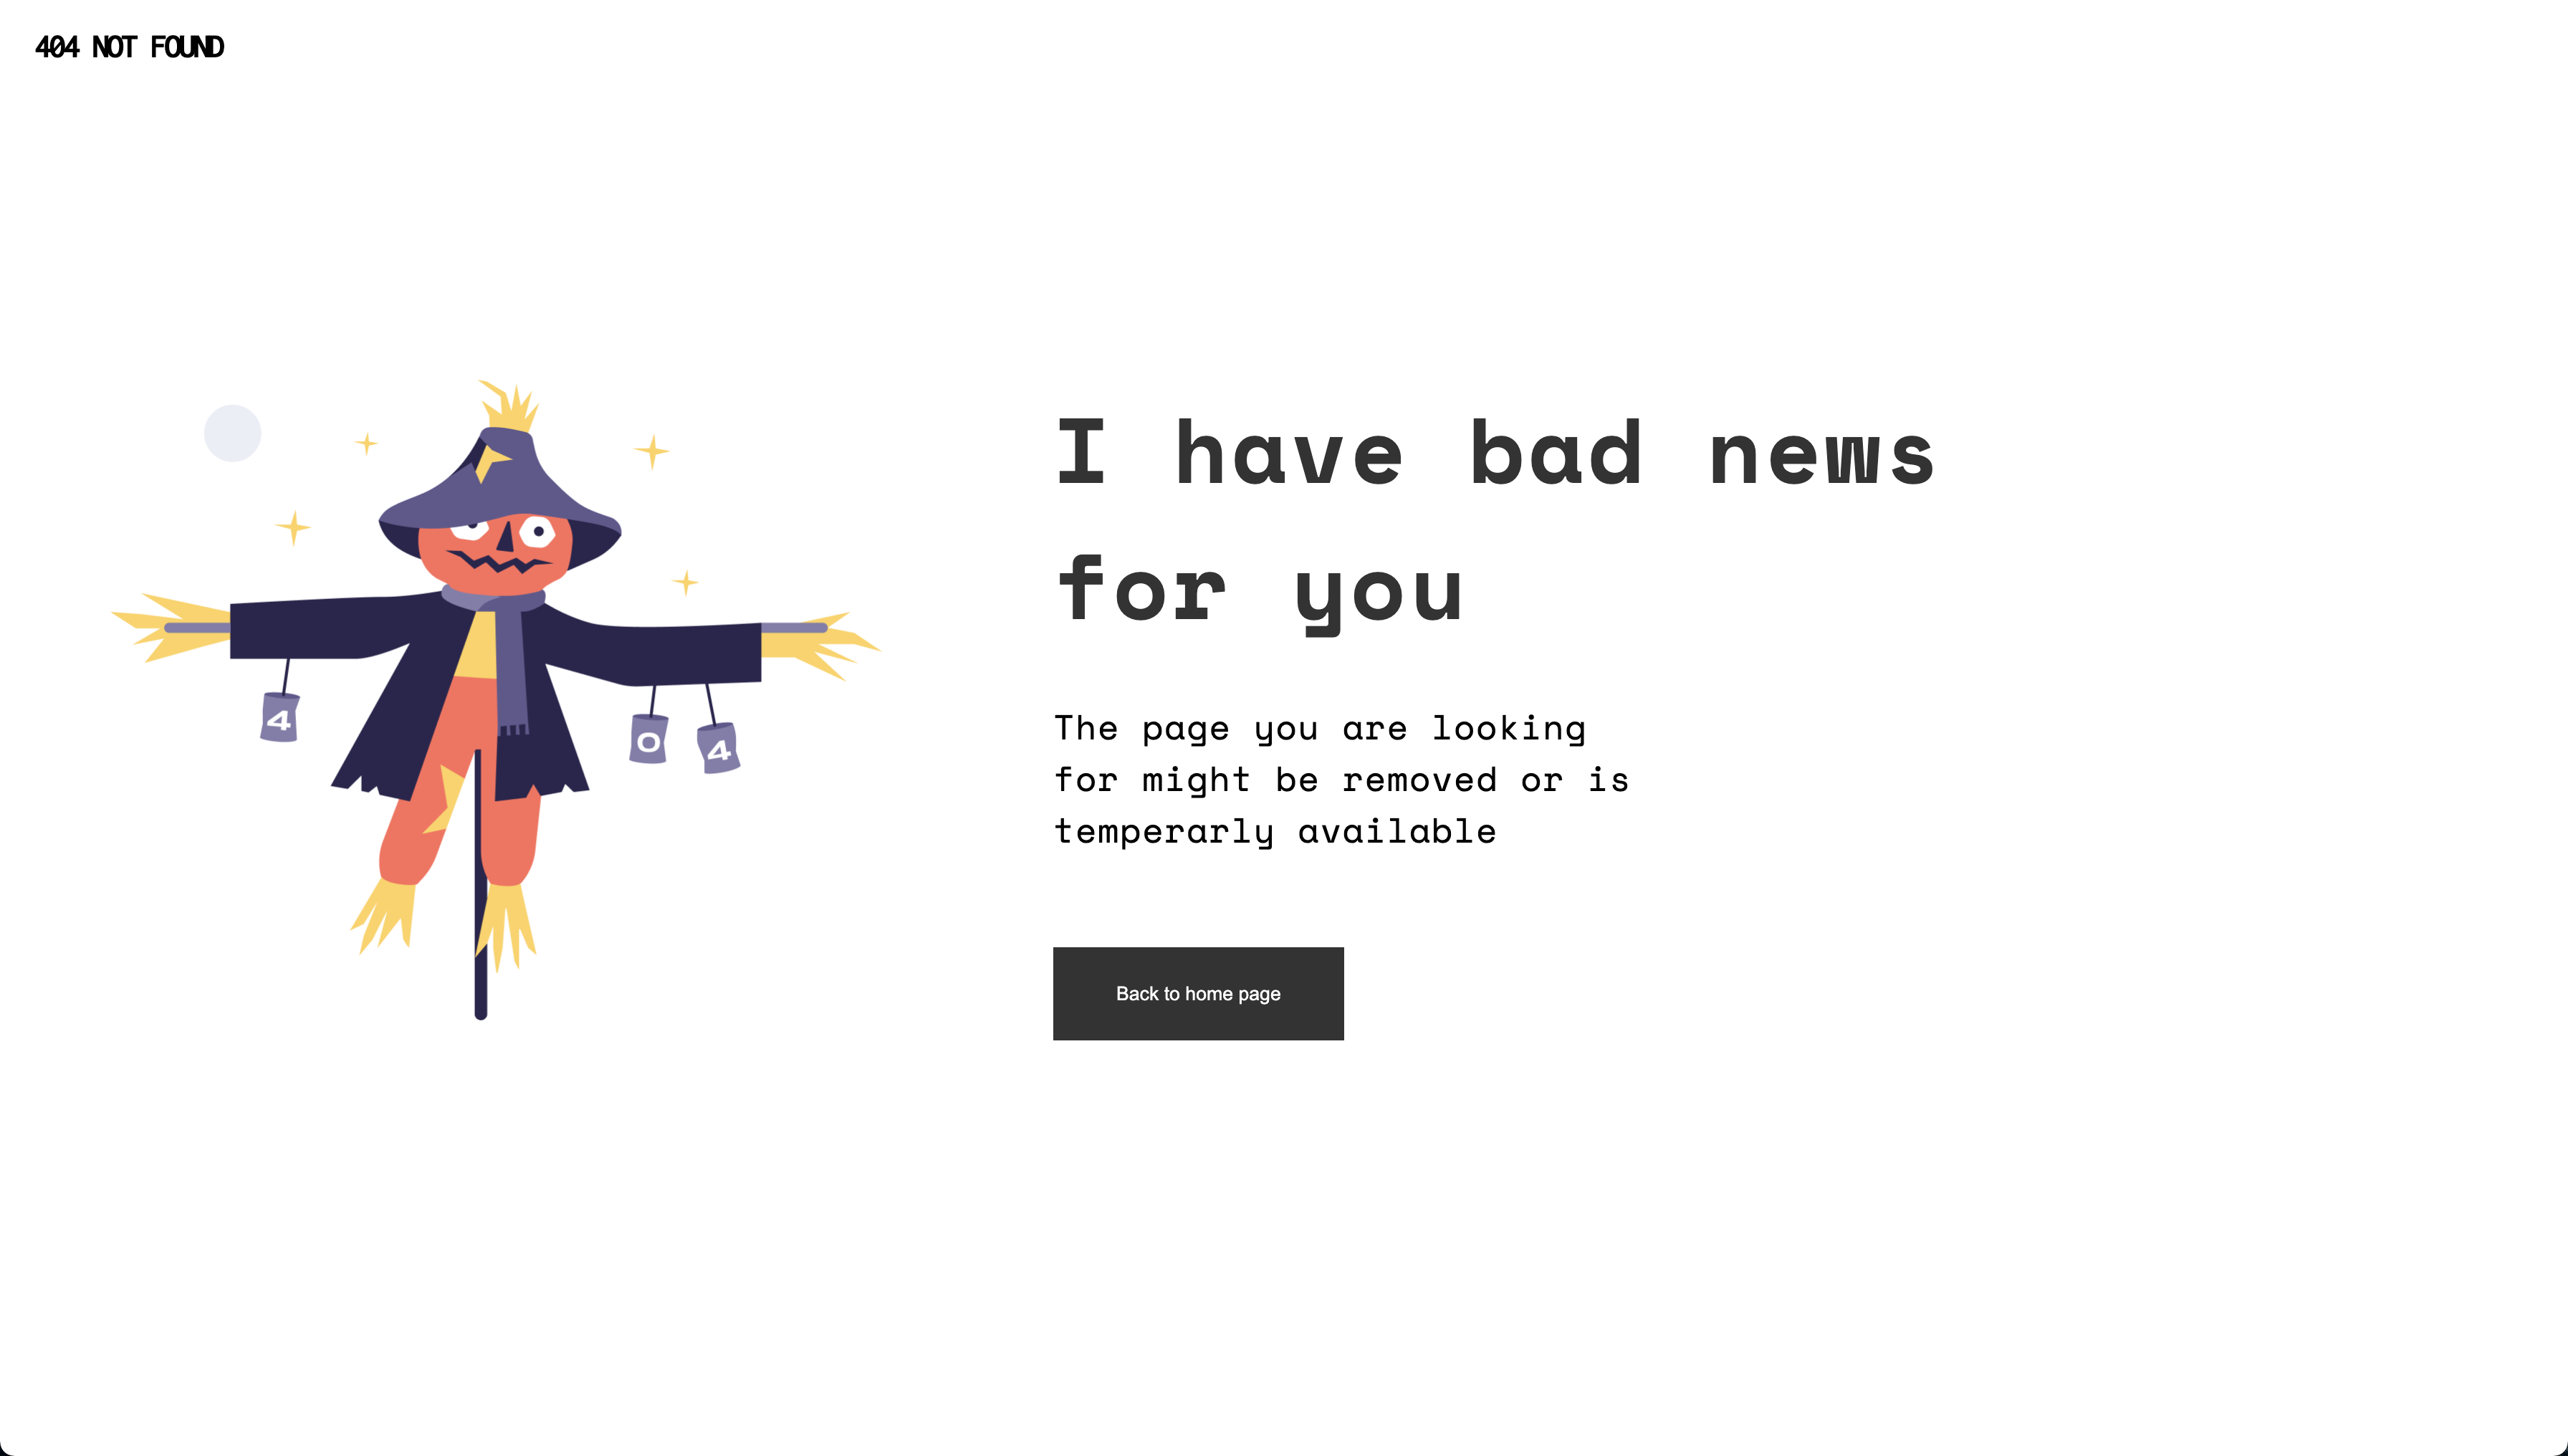 404 NOT FOUND
I have bad news
for you
4
0
4
The page you are looking
for might be removed or is
temperarly available
Back to home page